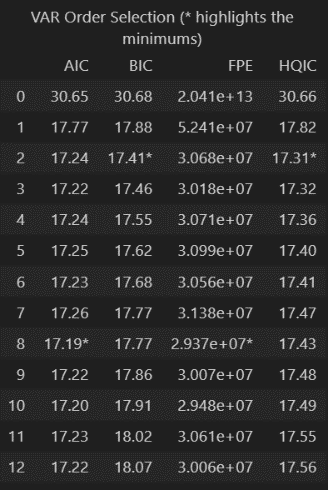 VAR Order Selection (* highlights the
minimums)
AIC BIC FPE HQIC
0 30.65 30.68 2.041e+13 30.66
1 17.77 17.88 5.241e+07 17.82
2 17.24 17.41* 3.068e+07 17.31*
3 17.22 17.46 3.018e+07 17.32
4 17.24 17.55 3.071e+07 17.36
5 17.25 17.62 3.099e+07 17.40
6 17.23 17.68 3.056e+07 17.41
7 17.26 17.77 3.138e+07 17.47
8 17.19* 17.77 2.937e+07* 17.43
9 17.22 17.86 3.007e+07 17.48
10 17.20 17.91 2.948e+07 17.49
11 17.23 18.02 3.061e+07 17.55
12 17.22 18.07 3.006e+07 17.56